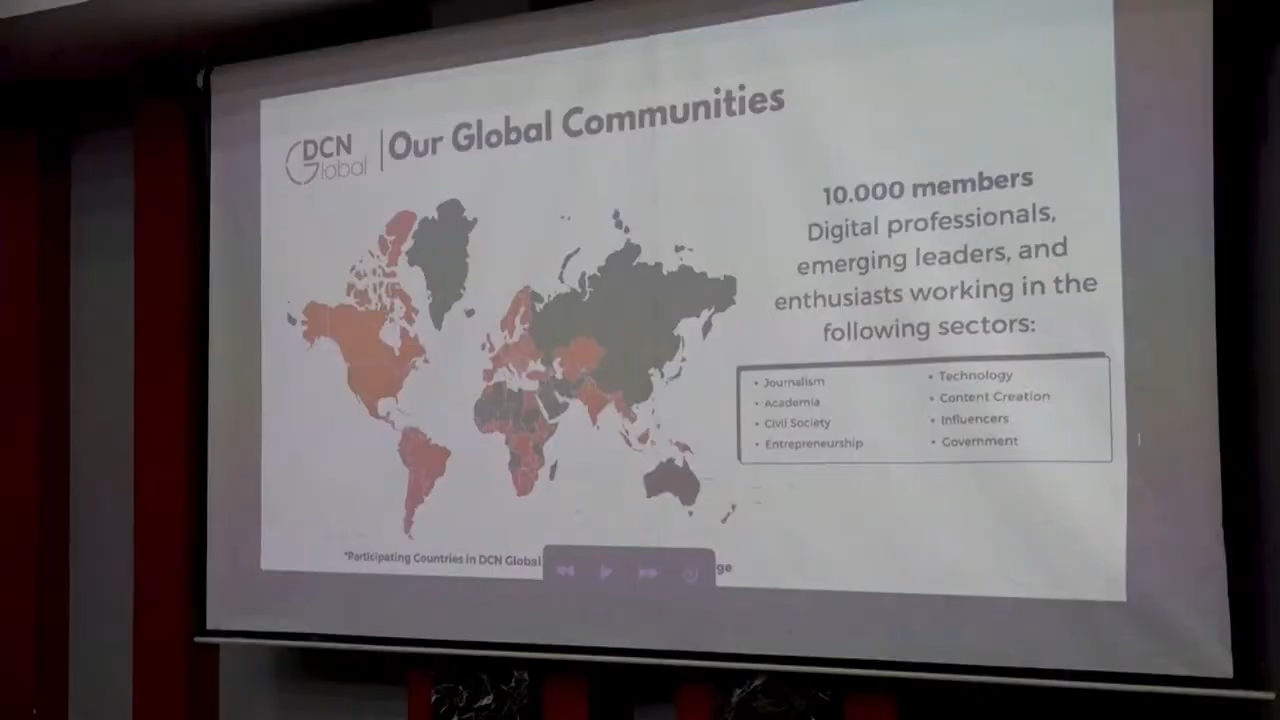 DCN
Global
Our Global Communities
10.000 members
Digital professionals,
emerging leaders, and
enthusiasts working in the
following sectors:
• Journalism
• Academia
• Civil Society
• Entrepreneurship
• Technology
• Content Creation
• Influencers
• Government
*Participating Countries in DCN Global
ge